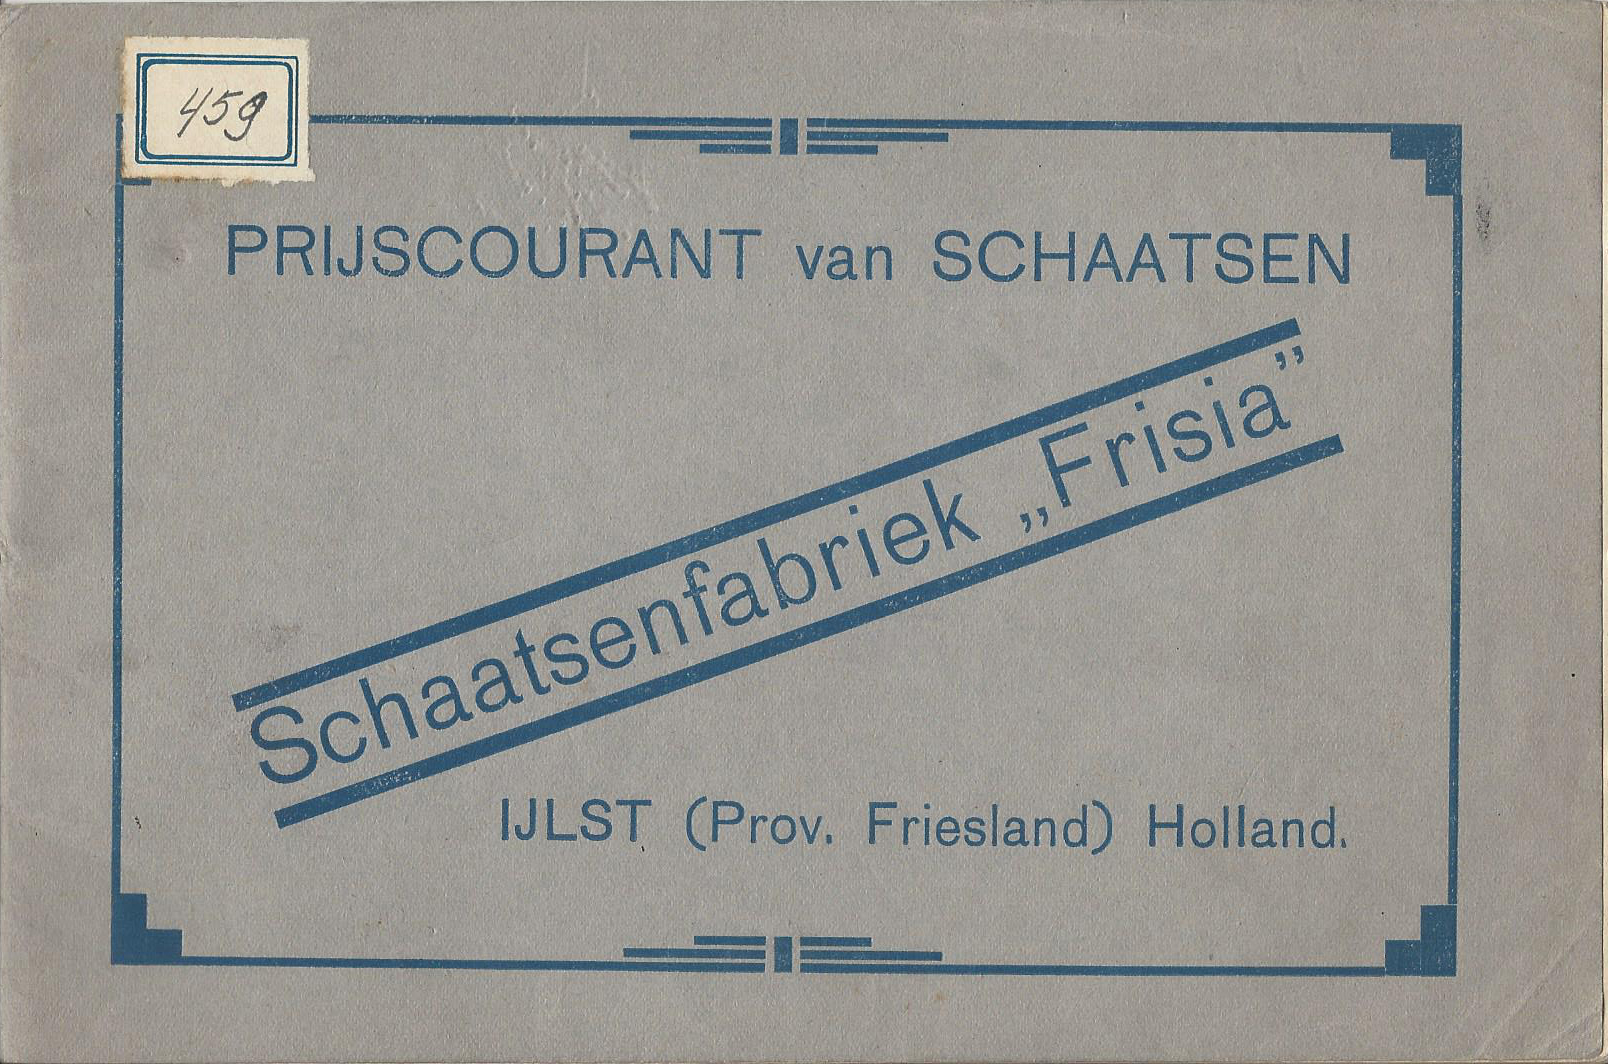 459
PRIJSCOURANT van SCHAATSEN
Schaatsenfabriek „Frisia”
IJLST (Prov. Friesland) Holland.